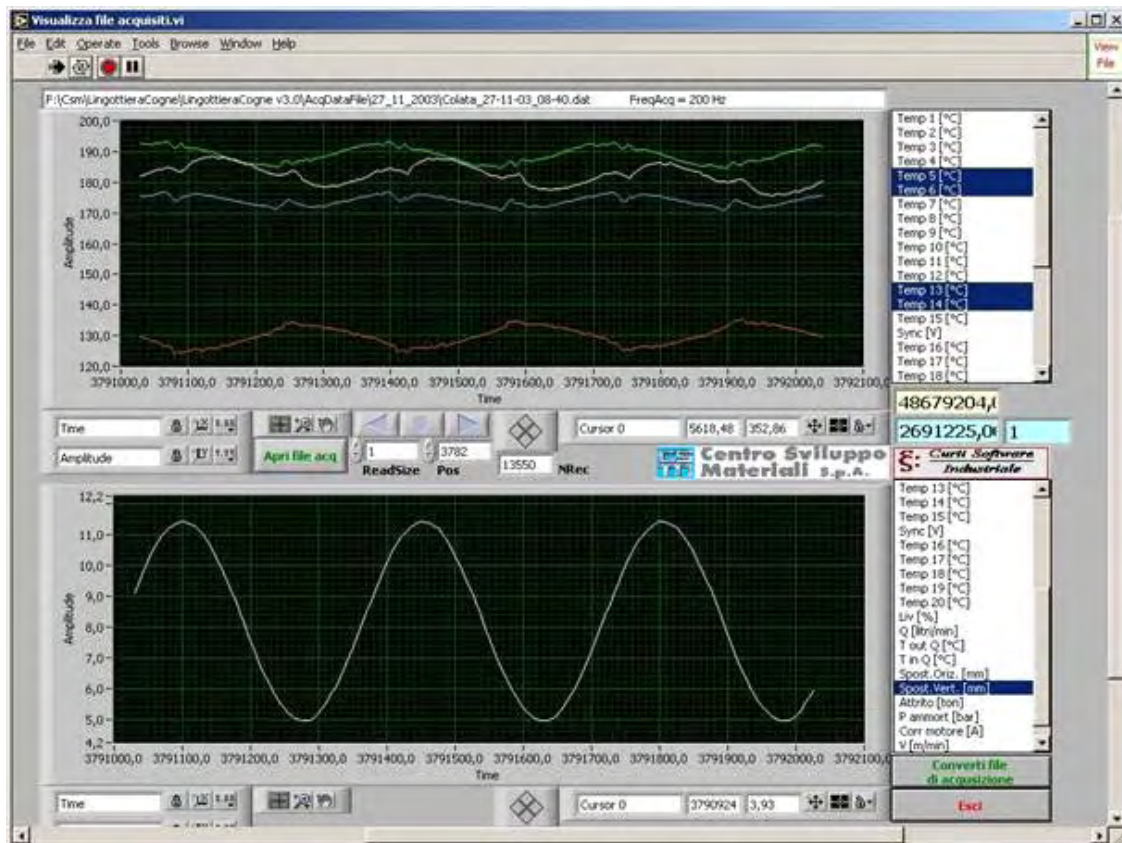 Visualizza file acquisiti.vi
File Edit Operate Tools Browse Window Help
View
File
F:\Csm\LingottieraCogne\LingottieraCogne v3.0\AcqDataFile\27_11_2003\Colata_27-11-03_08-40.dat FreqAcq = 200 Hz
200,0
190,0
180,0
170,0
160,0
150,0
140,0
130,0
120,0
Amplitude
3791000,0 3791100,0 3791200,0 3791300,0 3791400,0 3791500,0 3791600,0 3791700,0 3791800,0 3791900,0 3792000,0 3792100,0
Time
Temp 1 [°C]
Temp 2 [°C]
Temp 3 [°C]
Temp 4 [°C]
Temp 5 [°C]
Temp 6 [°C]
Temp 7 [°C]
Temp 8 [°C]
Temp 9 [°C]
Temp 10 [°C]
Temp 11 [°C]
Temp 12 [°C]
Temp 13 [°C]
Temp 14 [°C]
Temp 15 [°C]
Sync [V]
Temp 16 [°C]
Temp 17 [°C]
Temp 18 [°C]
48679204,(
2691225,0 1
Time
Amplitude
Apri file acq
1
ReadSize
3782
Pos
13550 NRec
Cursor 0 5618,48 352,86
Centro Sviluppo
Materiali S.p.A.
Curti Software
Industriale
12,2
11,0
10,0
9,0
8,0
7,0
6,0
5,0
4,2
Amplitude
3791000,0 3791100,0 3791200,0 3791300,0 3791400,0 3791500,0 3791600,0 3791700,0 3791800,0 3791900,0 3792000,0 3792100,0
Time
Temp 13 [°C]
Temp 14 [°C]
Temp 15 [°C]
Sync [V]
Temp 16 [°C]
Temp 17 [°C]
Temp 18 [°C]
Temp 19 [°C]
Temp 20 [°C]
Liv [%]
Q [litri/min]
T out Q [°C]
T in Q [°C]
Spost.Oriz. [mm]
Spost.Vert. [mm]
Attrito [ton]
P ammort [bar]
Corr motore [A]
V [m/min]
Converti file
di acquisizione
Esci
Time
Cursor 0 3790924 3,93